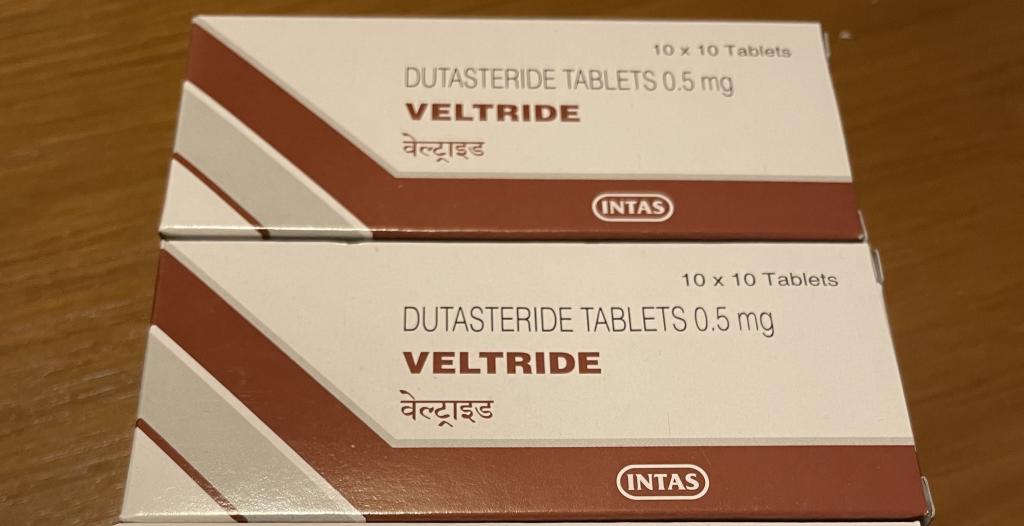 10 x 10 Tablets
DUTASTERIDE TABLETS 0.5 mg
VELTRIDE
वेल्ट्राइड
INTAS
10 x 10 Tablets
DUTASTERIDE TABLETS 0.5 mg
VELTRIDE
वेल्ट्राइड
INTAS